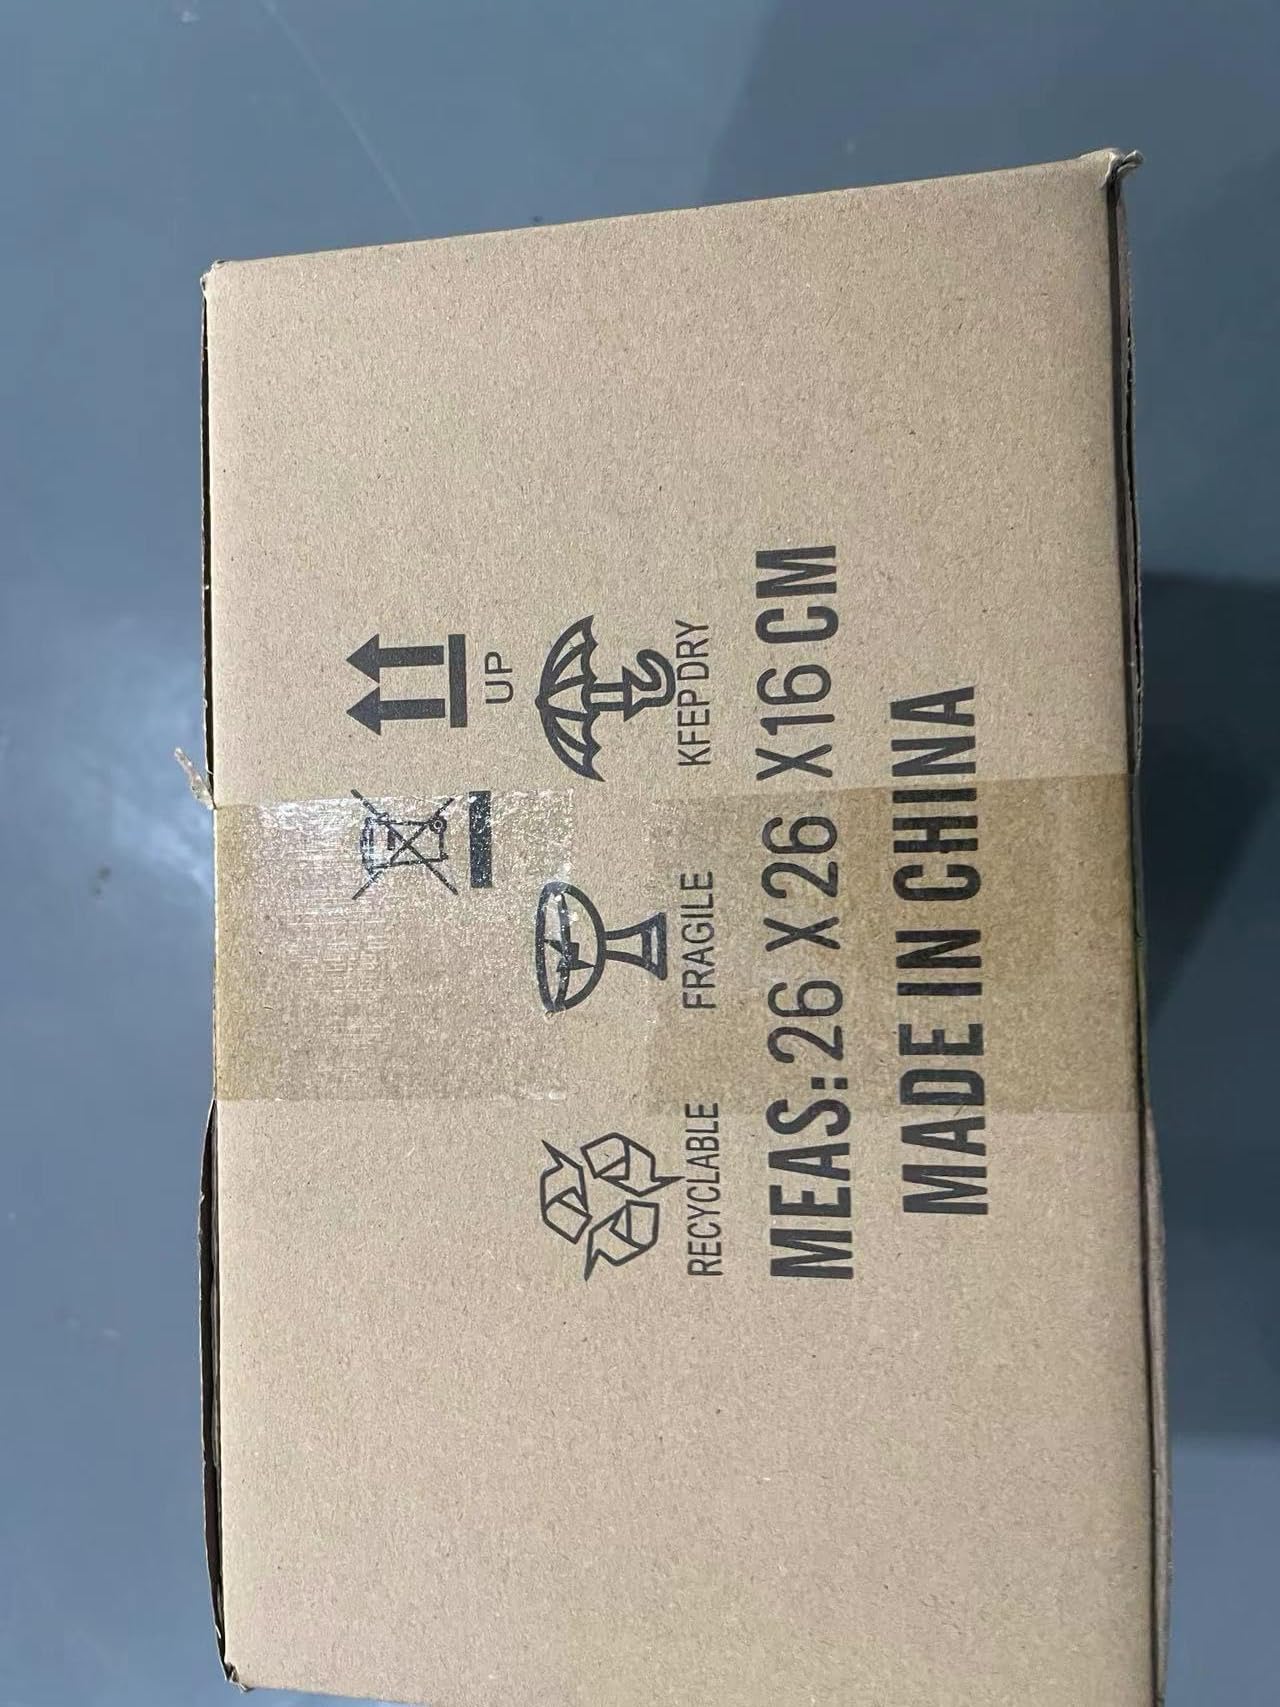 UP
RECYCLABLE FRAGILE KFEP DRY
MEAS: 26 X 26 X16 CM
MADE IN CHINA